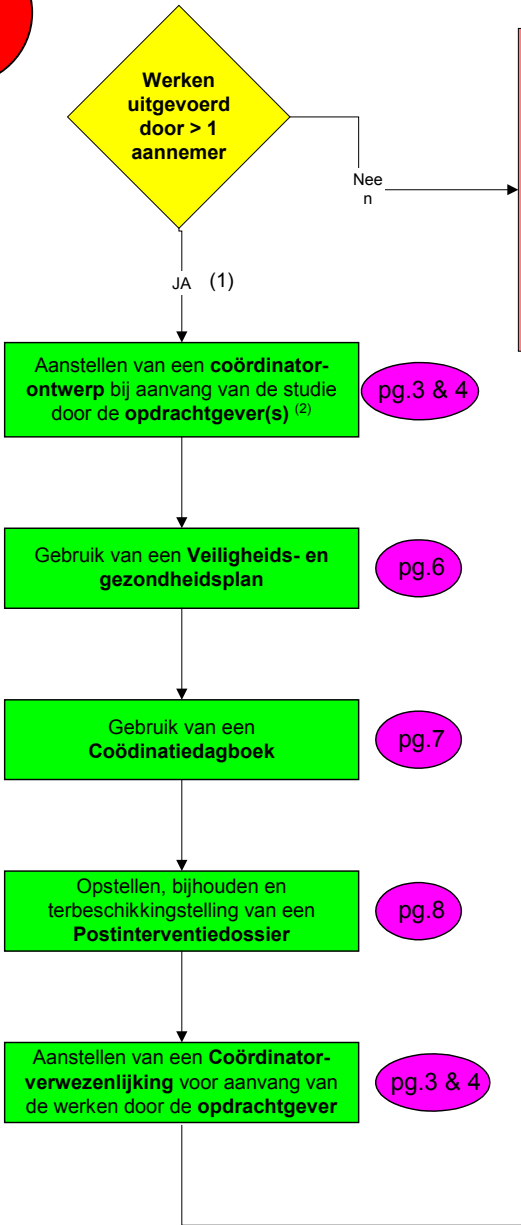 Werken
uitgevoerd
door > 1
aannemer
Nee
n
JA (1)
Aanstellen van een coördinator-
ontwerp bij aanvang van de studie
door de opdrachtgever(s) (2)
pg.3 & 4
Gebruik van een Veiligheids- en
gezondheidsplan
pg.6
Gebruik van een
Coödinatiedagboek
pg.7
Opstellen, bijhouden en
terbeschikkingstelling van een
Postinterventiedossier
pg.8
Aanstellen van een Coördinator-
verwezenlijking voor aanvang van
de werken door de opdrachtgever
pg.3 & 4